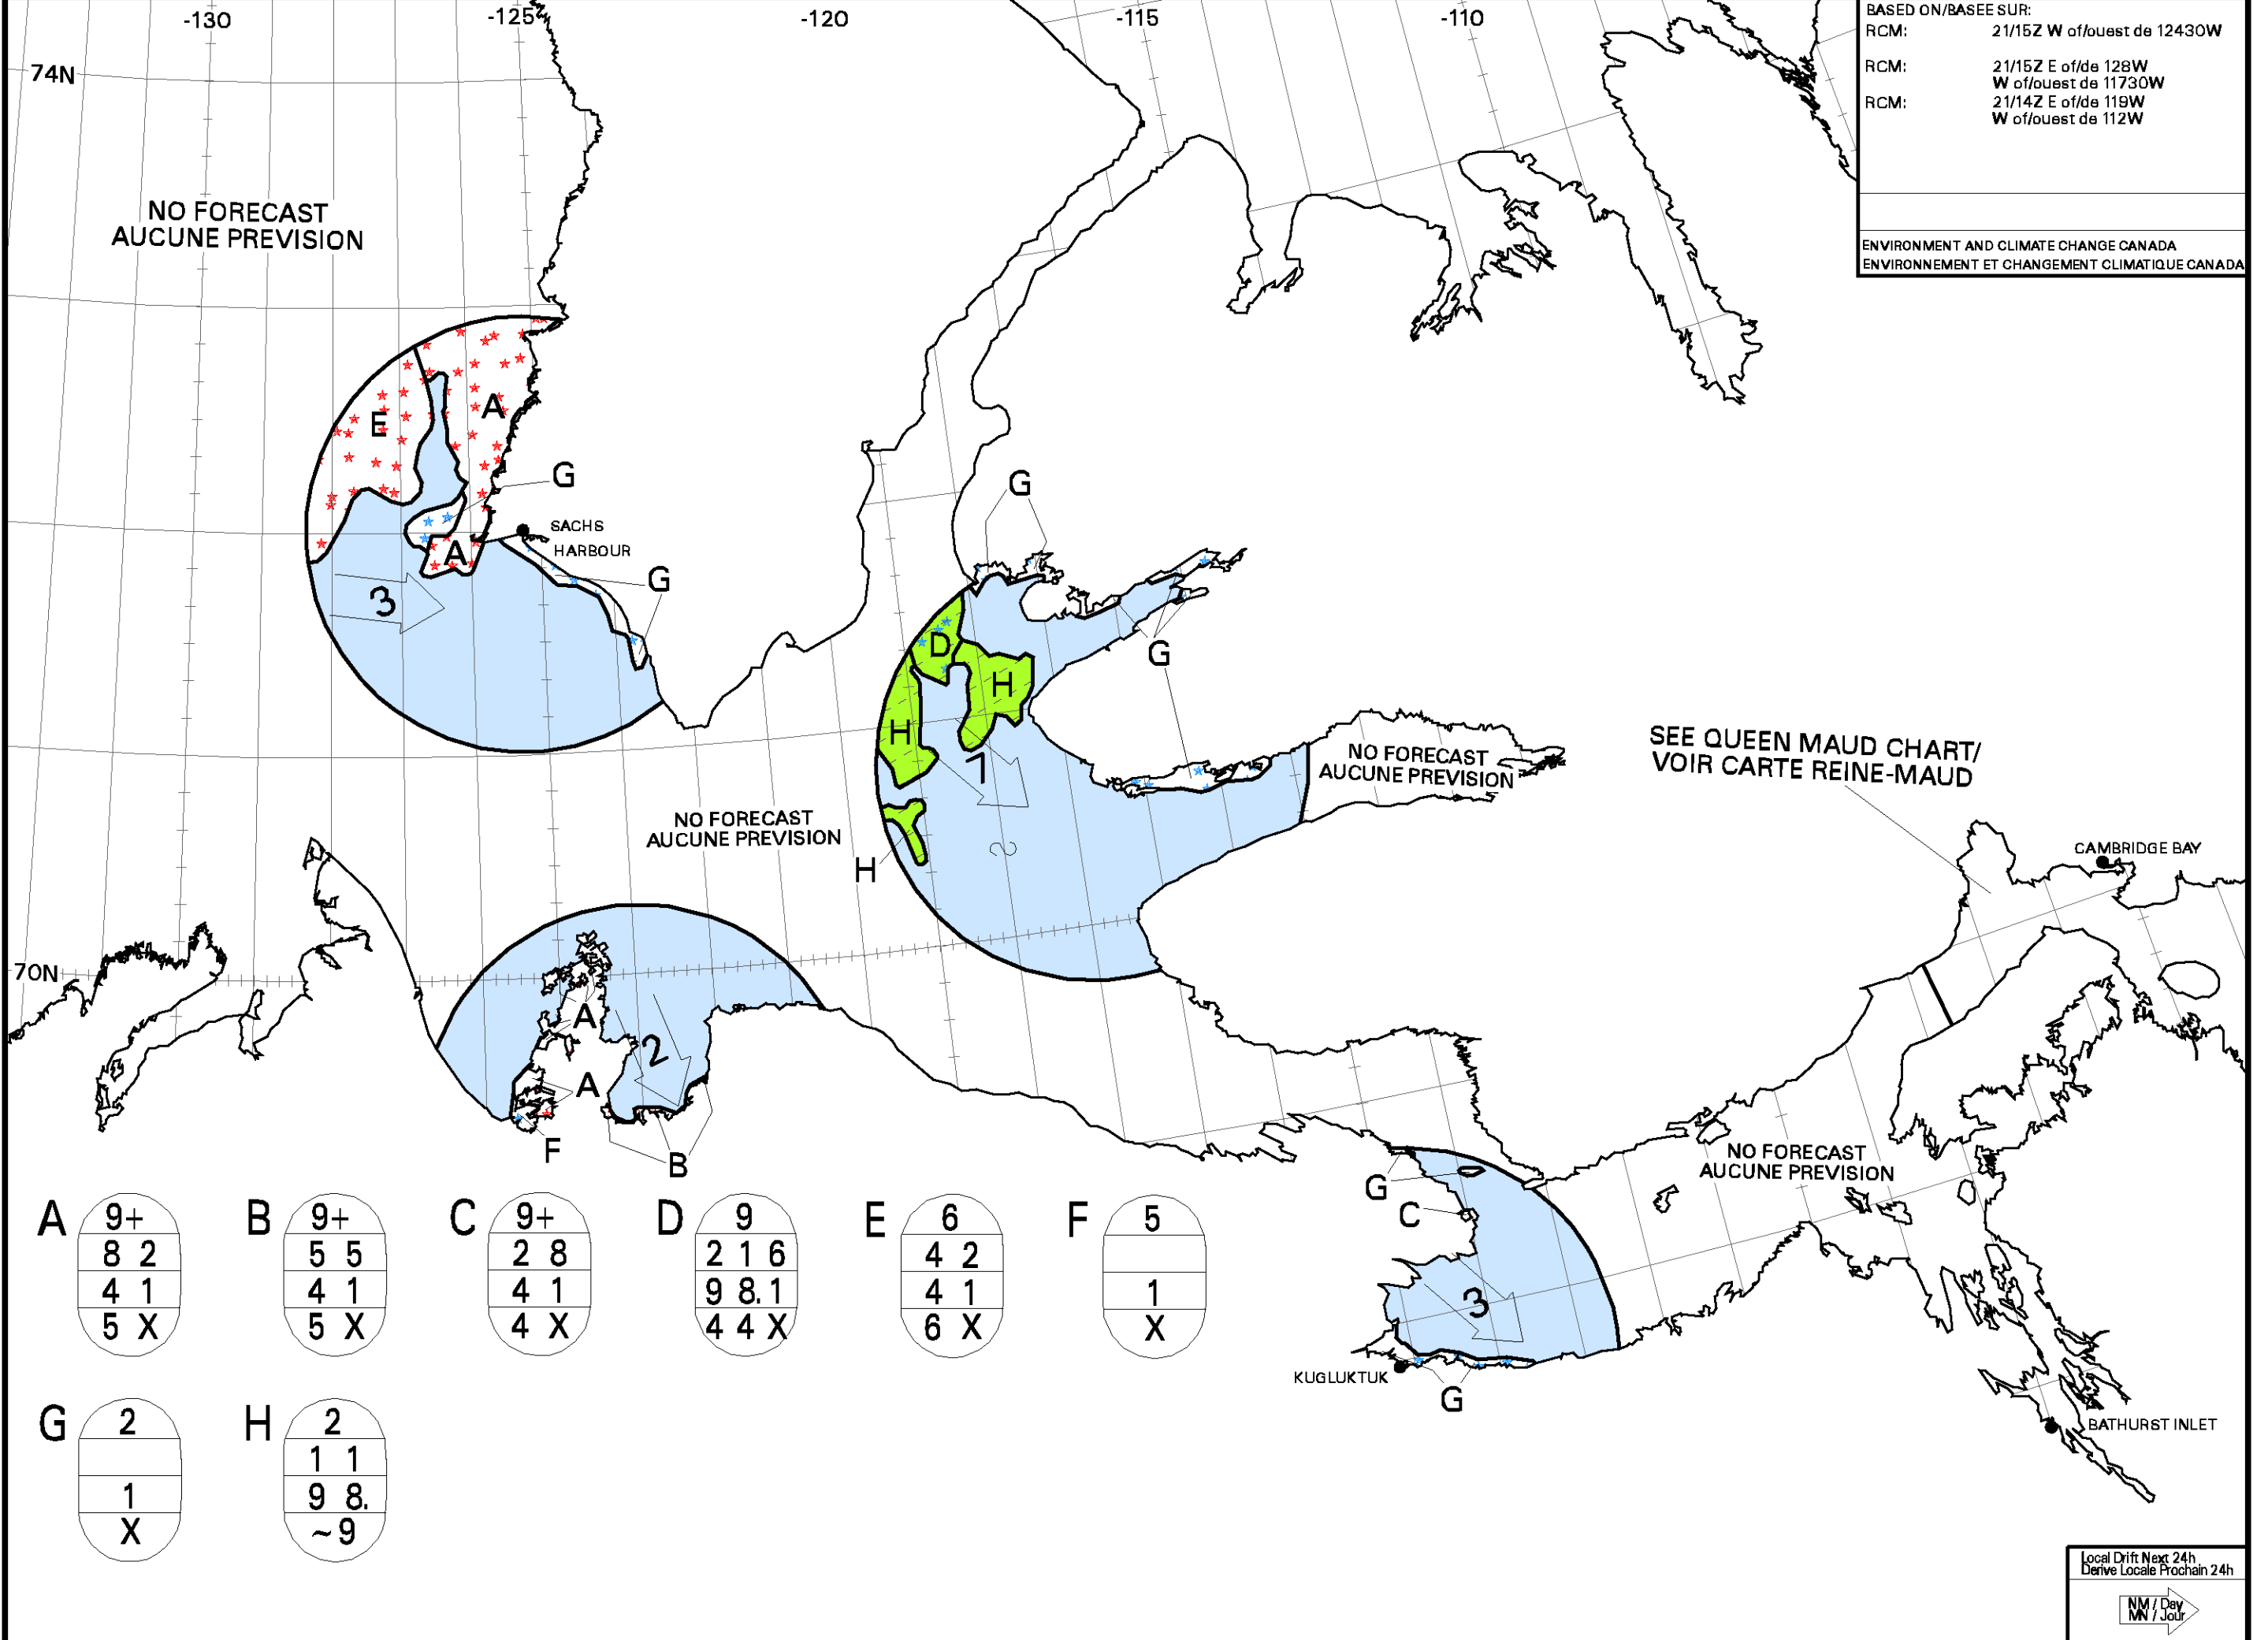 -130
-125
-120
-115
-110
74N
70N
BASED ON/BASEE SUR:
RCM: 21/15Z W of/ouest de 12430W
RCM: 21/15Z E of/de 128W
W of/ouest de 11730W
RCM: 21/14Z E of/de 119W
W of/ouest de 112W
ENVIRONMENT AND CLIMATE CHANGE CANADA
ENVIRONNEMENT ET CHANGEMENT CLIMATIQUE CANADA
NO FORECAST
AUCUNE PREVISION
E
A
G
SACHS
HARBOUR
A
G
3
G
D
H
G
H
1
NO FORECAST
AUCUNE PREVISION
SEE QUEEN MAUD CHART/
VOIR CARTE REINE-MAUD
NO FORECAST
AUCUNE PREVISION
H
CAMBRIDGE BAY
A
2
A
F
B
NO FORECAST
AUCUNE PREVISION
G
C
3
KUGLUKTUK
G
BATHURST INLET
A
9+
8 2
4 1
5 X
B
9+
5 5
4 1
5 X
C
9+
2 8
4 1
4 X
D
9
2 1 6
9 8. 1
4 4 X
E
6
4 2
4 1
6 X
F
5
1
X
G
2
1
X
H
2
1 1
9 8.
~9
Local Drift Next 24h
Derive Locale Prochain 24h
NM / Day
MN / Jour